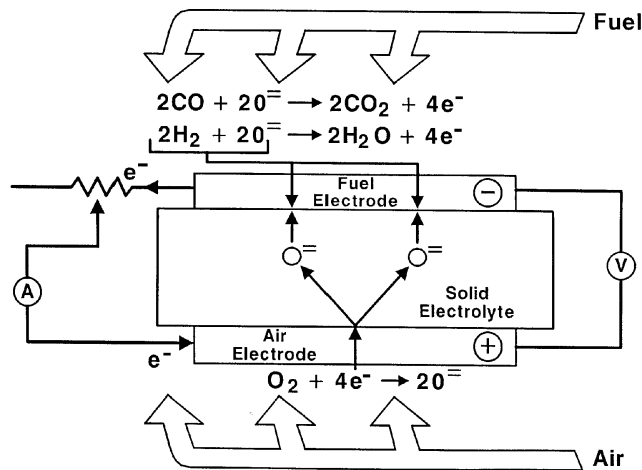 Fuel
2CO + 2O⁼ → 2CO₂ + 4e⁻
2H₂ + 2O⁼ → 2H₂O + 4e⁻
e⁻
Fuel
Electrode
−
O⁼
O⁼
A
V
Solid
Electrolyte
Air
Electrode
+
e⁻
O₂ + 4e⁻ → 2O⁼
Air